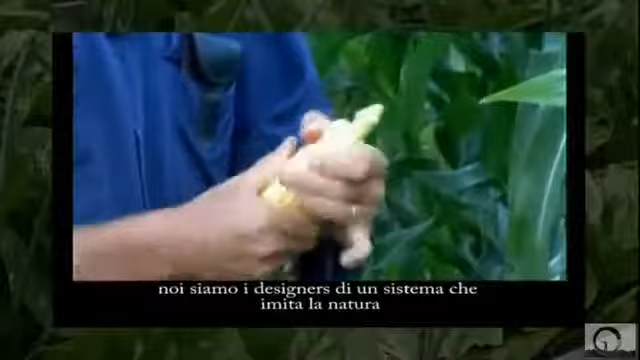 noi siamo i designers di un sistema che
imita la natura